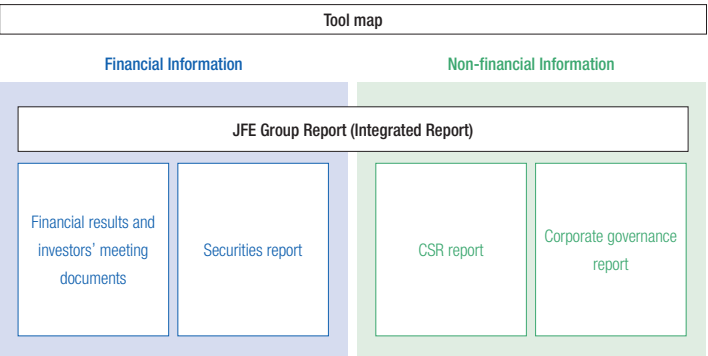 Tool map
Financial Information
Non-financial Information
JFE Group Report (Integrated Report)
Financial results and
investors’ meeting
documents
Securities report
CSR report
Corporate governance
report